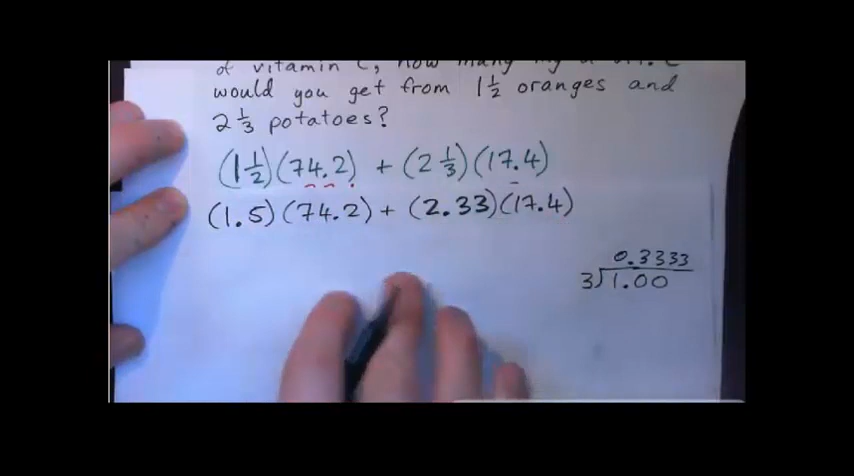 of vitamin C, how many mg
would you get from 1½ oranges and
2⅓ potatoes?
(1½)(74.2) + (2⅓)(17.4)
(1.5)(74.2) + (2.33)(17.4)
0.3333
3)1.00